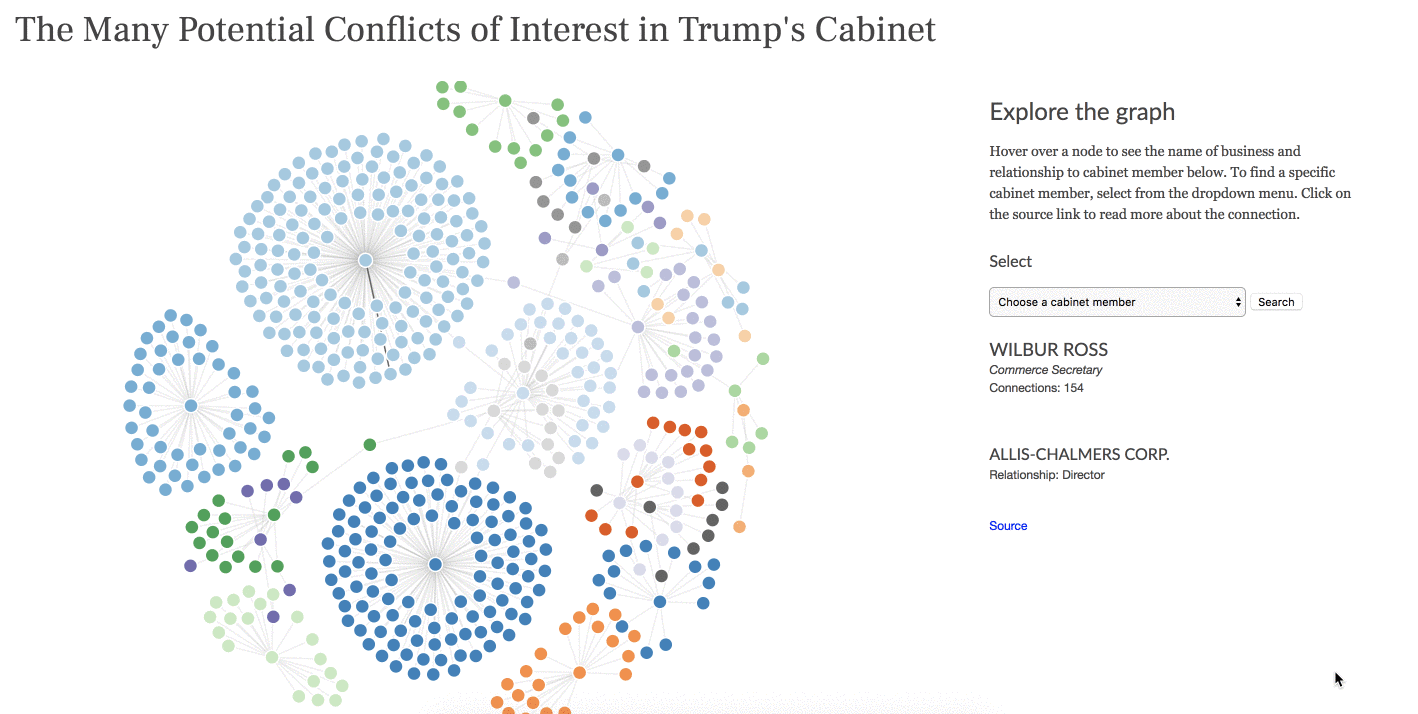 The Many Potential Conflicts of Interest in Trump's Cabinet
Explore the graph
Hover over a node to see the name of business and
relationship to cabinet member below. To find a specific
cabinet member, select from the dropdown menu. Click on
the source link to read more about the connection.
Select
Choose a cabinet member
Search
WILBUR ROSS
Commerce Secretary
Connections: 154
ALLIS-CHALMERS CORP.
Relationship: Director
Source